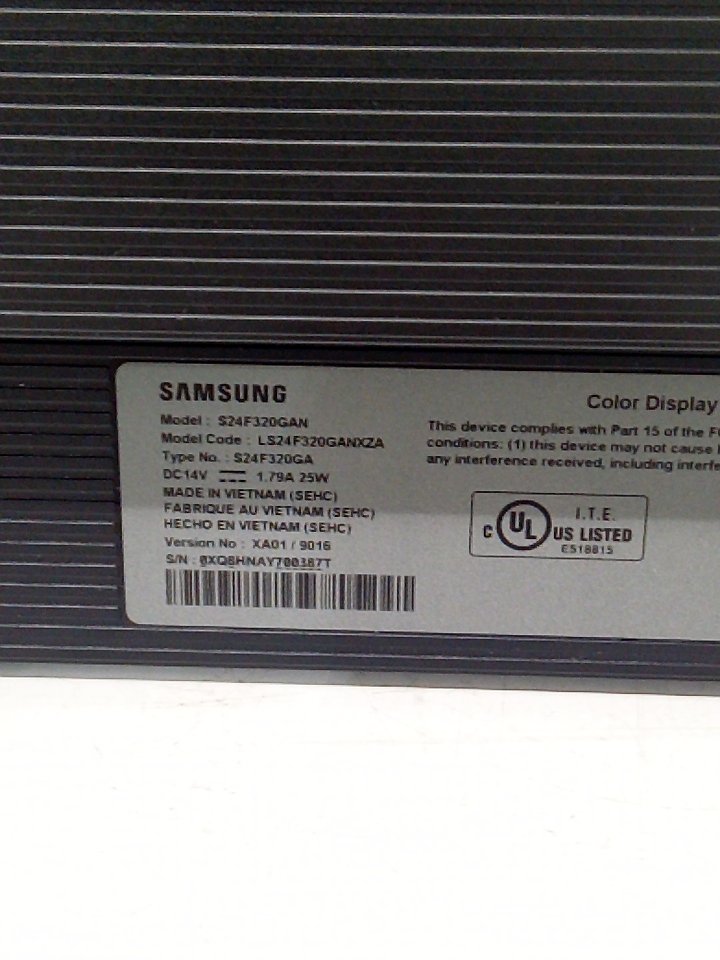 SAMSUNG
Model : S24F320GAN
Model Code : LS24F320GANXZA
Type No. : S24F320GA
DC14V 1.79A 25W
MADE IN VIETNAM (SEHC)
FABRIQUE AU VIETNAM (SEHC)
HECHO EN VIETNAM (SEHC)
Version No : XA01 / 9016
S/N : 0XQ8HNAY700387T
Color Display
This device complies with Part 15 of the
conditions: (1) this device may not cause
any interference received, including
C UL US LISTED
I.T.E.
E518815